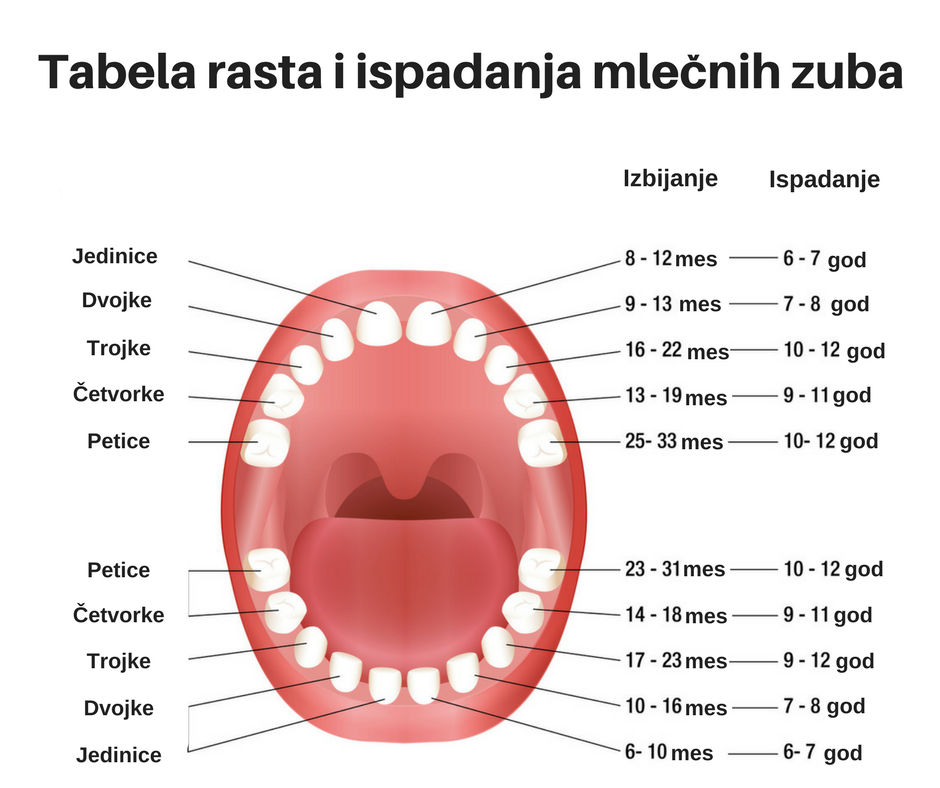 Tabela rasta i ispadanja mlečnih zuba
Izbijanje Ispadanje
Jedinice 8 - 12 mes 6 - 7 god
Dvojke 9 - 13 mes 7 - 8 god
Trojke 16 - 22 mes 10 - 12 god
Četvorke 13 - 19 mes 9 - 11 god
Petice 25- 33 mes 10- 12 god
Petice 23 - 31 mes 10 - 12 god
Četvorke 14 - 18 mes 9 - 11 god
Trojke 17 - 23 mes 9 - 12 god
Dvojke 10 - 16 mes 7 - 8 god
Jedinice 6- 10 mes 6- 7 god